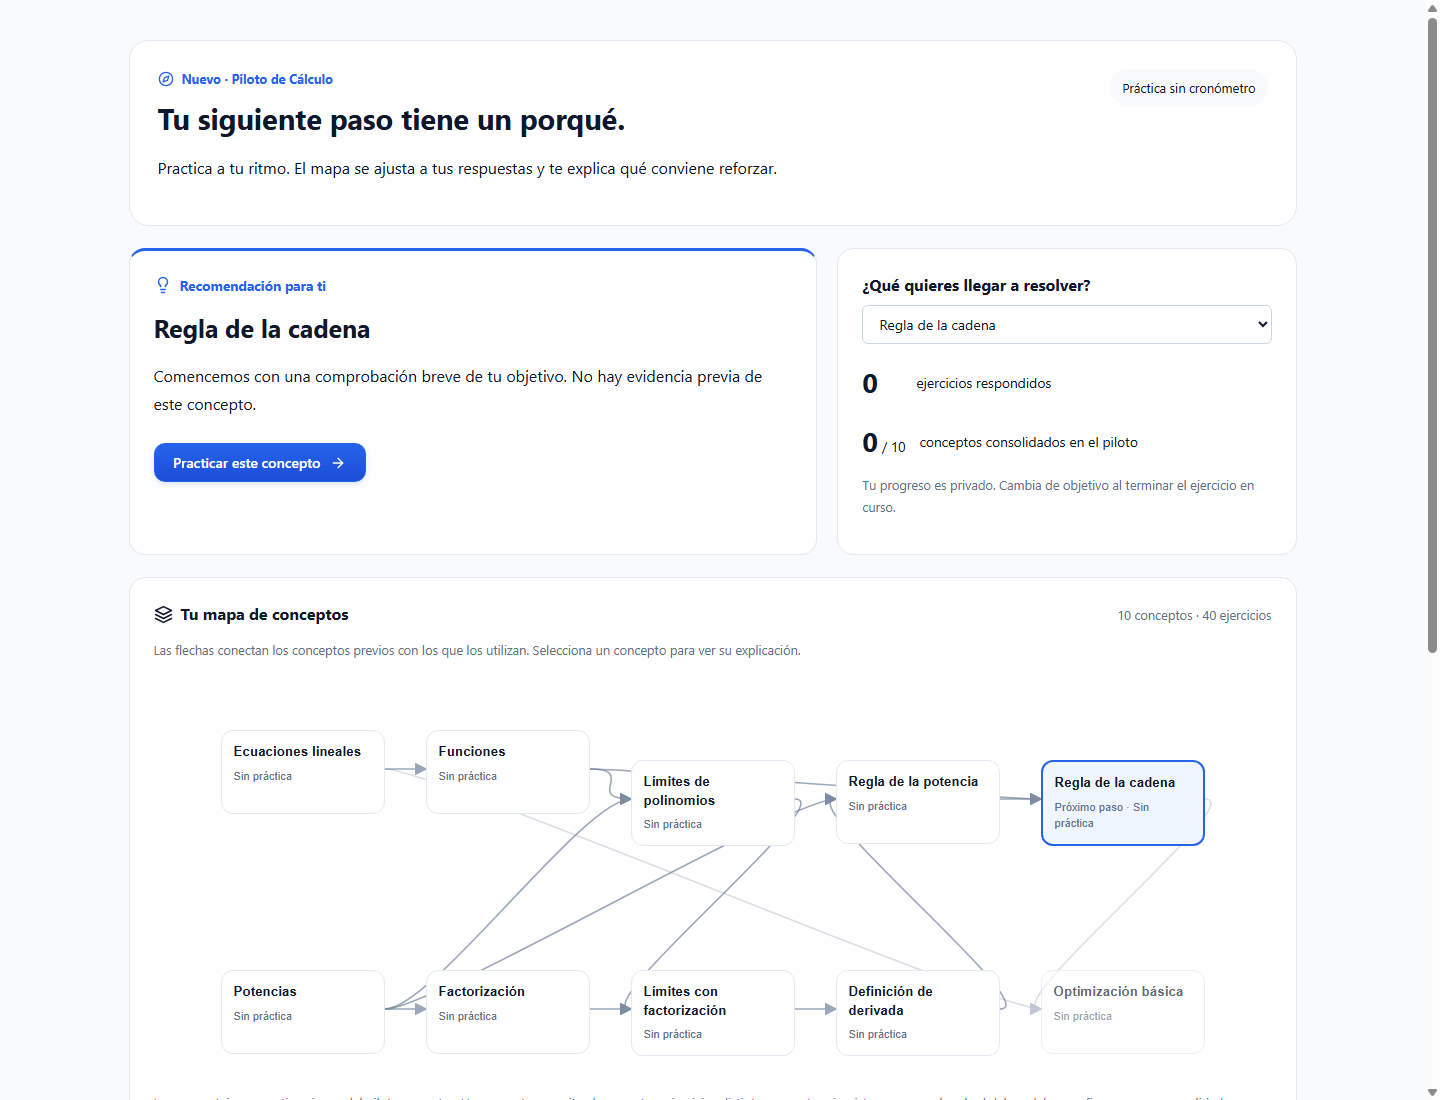 Nuevo · Piloto de Cálculo
Práctica sin cronómetro
Tu siguiente paso tiene un porqué.
Practica a tu ritmo. El mapa se ajusta a tus respuestas y te explica qué conviene reforzar.
Recomendación para ti
Regla de la cadena
Comencemos con una comprobación breve de tu objetivo. No hay evidencia previa de
este concepto.
Practicar este concepto
¿Qué quieres llegar a resolver?
Regla de la cadena
0 ejercicios respondidos
0 / 10 conceptos consolidados en el piloto
Tu progreso es privado. Cambia de objetivo al terminar el ejercicio en
curso.
Tu mapa de conceptos
10 conceptos · 40 ejercicios
Las flechas conectan los conceptos previos con los que los utilizan. Selecciona un concepto para ver su explicación.
Ecuaciones lineales
Sin práctica
Funciones
Sin práctica
Límites de
polinomios
Sin práctica
Regla de la potencia
Sin práctica
Regla de la cadena
Próximo paso · Sin
práctica
Potencias
Sin práctica
Factorización
Sin práctica
Límites con
factorización
Sin práctica
Definición de
derivada
Sin práctica
Optimización básica
Sin práctica